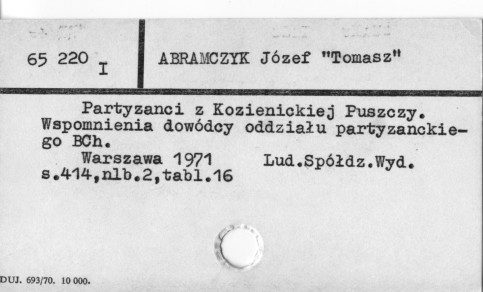 65 220 I
ABRAMCZYK Józef "Tomasz"
Partyzanci z Kozienickiej Puszczy.
Wspomnienia dowódcy oddziału partyzanckie-
go BCh.
Warszawa 1971 Lud.Spółdz.Wyd.
s.414,nlb.2,tabl.16
DUJ. 693/70. 10 000.